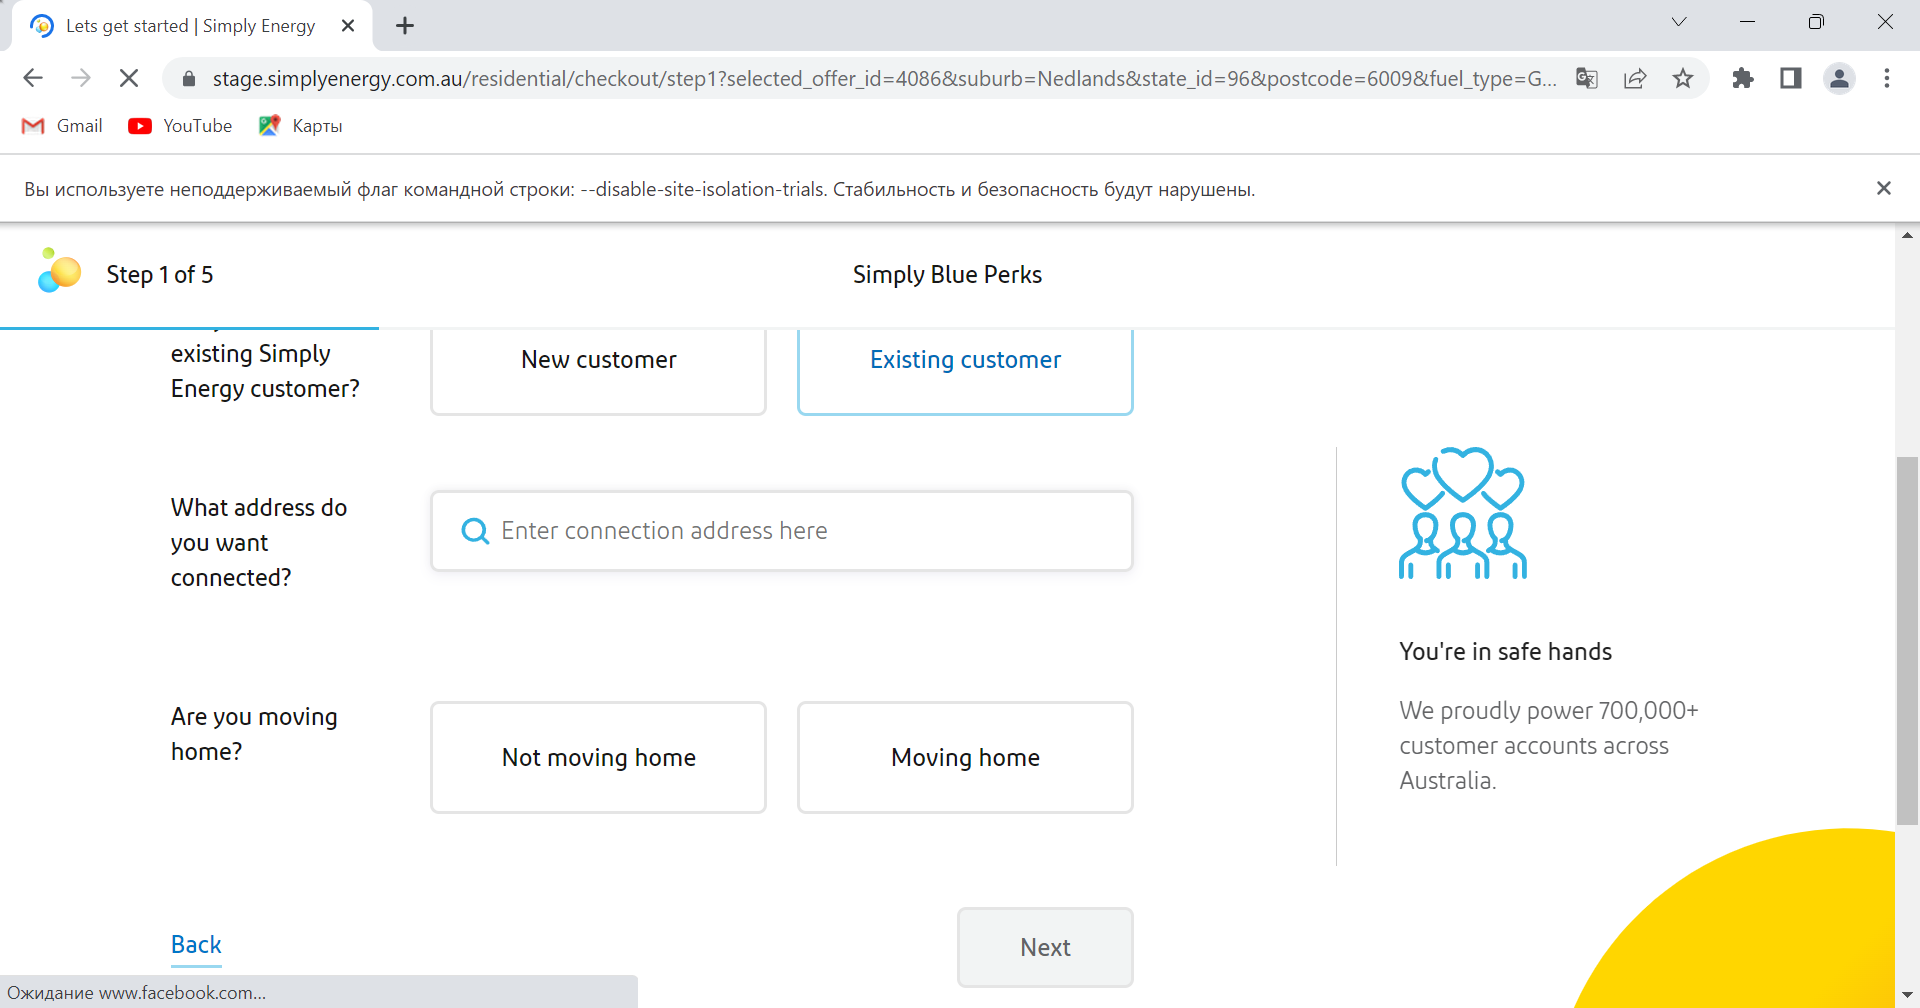 Lets get started | Simply Energy
stage.simplyenergy.com.au/residential/checkout/step1?selected_offer_id=4086&suburb=Nedlands&state_id=96&postcode=6009&fuel_type=G...
Gmail YouTube Карты
Вы используете неподдерживаемый флаг командной строки: --disable-site-isolation-trials. Стабильность и безопасность будут нарушены.
Step 1 of 5
Simply Blue Perks
existing Simply
Energy customer?
New customer
Existing customer
What address do
you want
connected?
Enter connection address here
Are you moving
home?
Not moving home
Moving home
You're in safe hands
We proudly power 700,000+
customer accounts across
Australia.
Back
Next
Ожидание www.facebook.com...